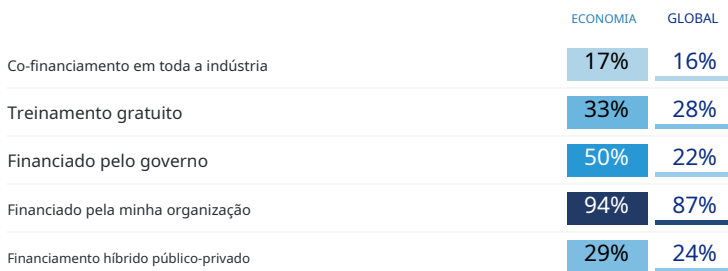 ECONOMIA GLOBAL
Co-financiamento em toda a indústria 17% 16%
Treinamento gratuito 33% 28%
Financiado pelo governo 50% 22%
Financiado pela minha organização 94% 87%
Financiamento híbrido público-privado 29% 24%